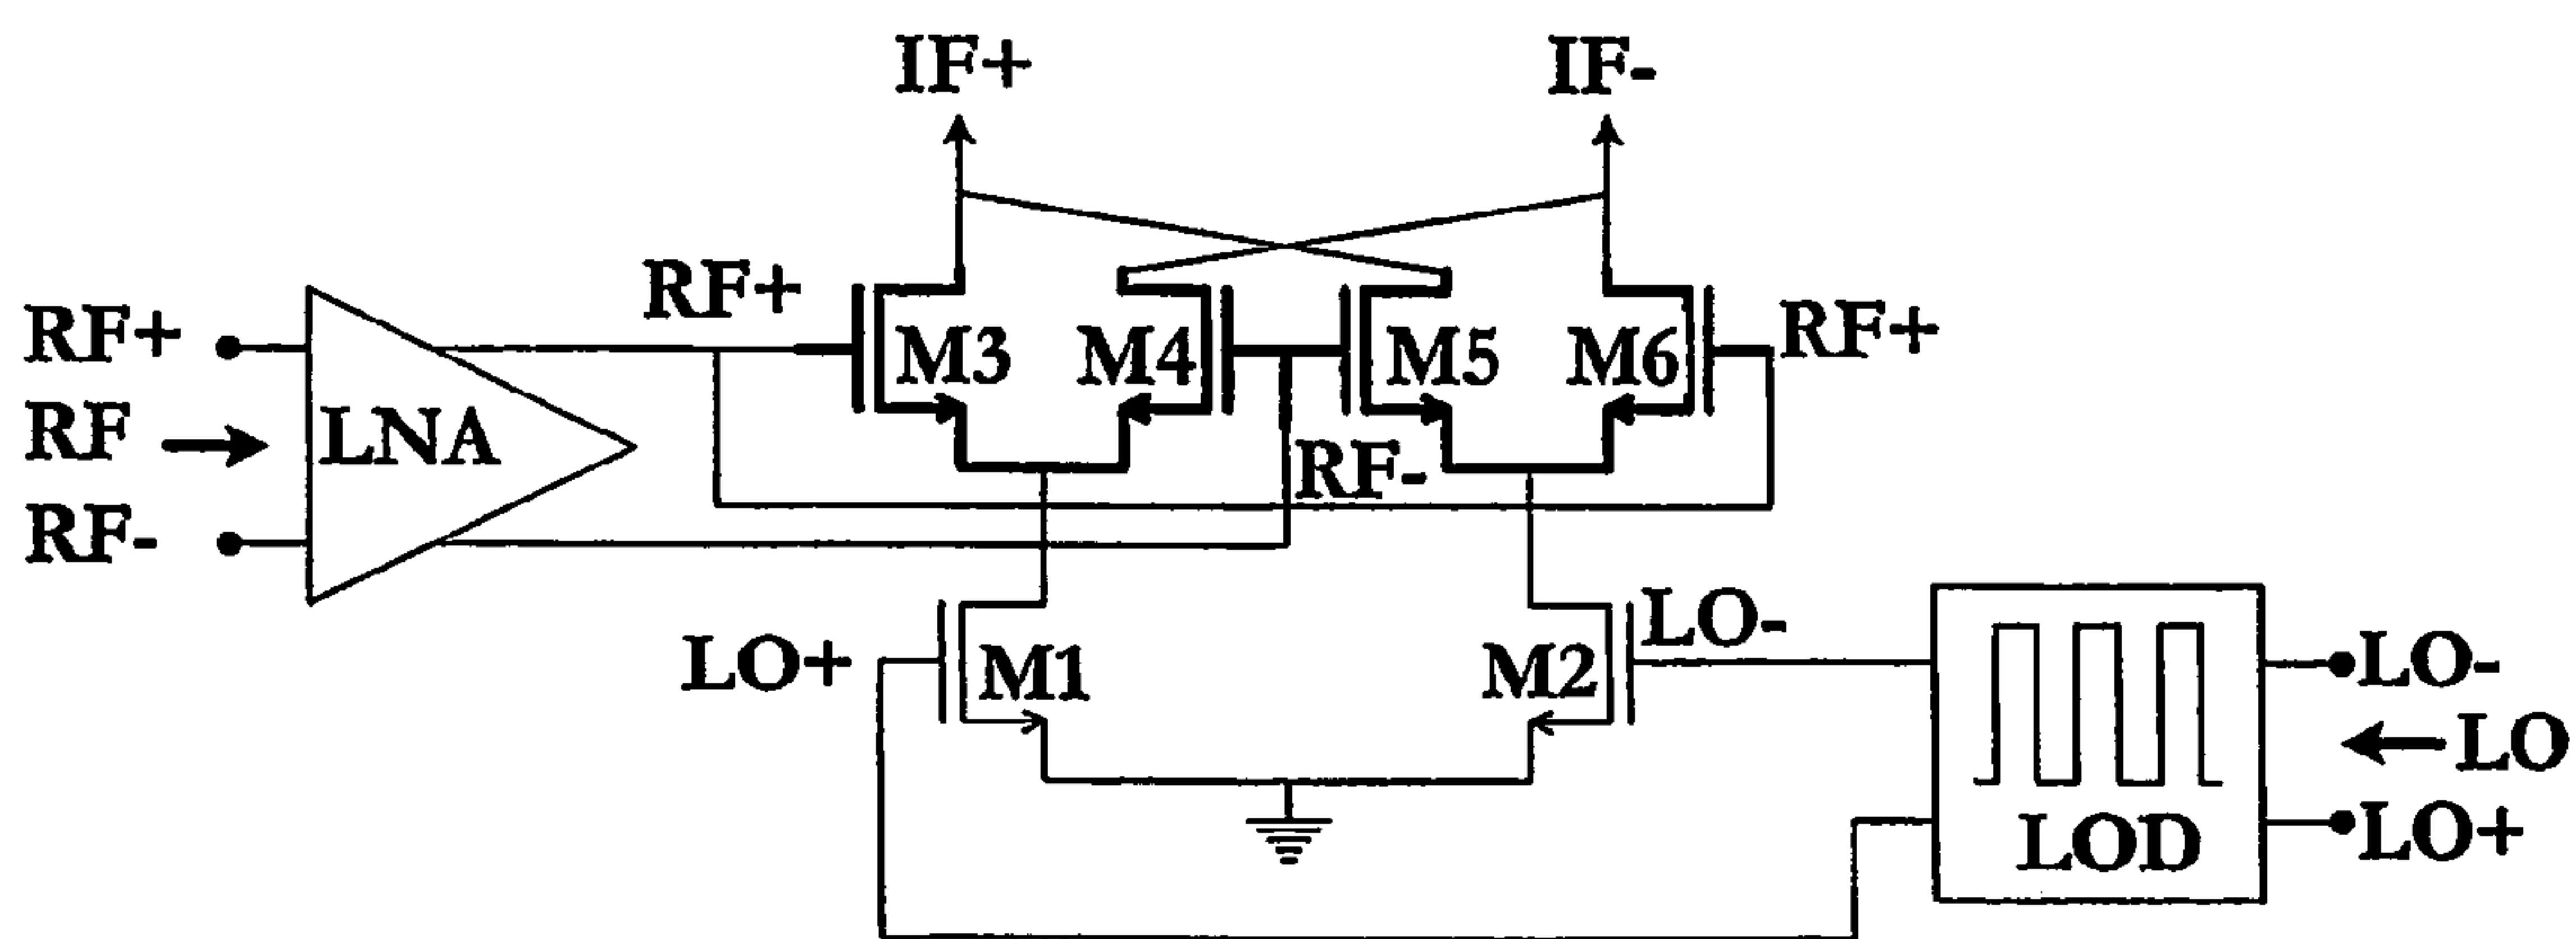 IF+
IF-
RF+
RF+
M3
M4
M5
M6
RF+
RF
LNA
RF-
RF-
LO+
M1
M2
LO-
LO-
LO
LOD
LO+